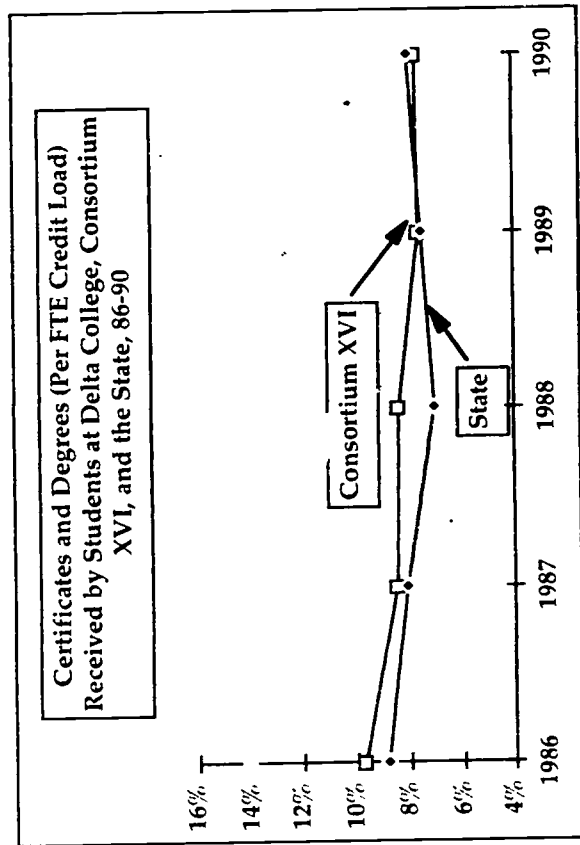 Certificates and Degrees (Per FTE Credit Load)
Received by Students at Delta College, Consortium
XVI, and the State, 86-90
16%
14%
12%
10%
8%
6%
4%
Consortium XVI
State
1986
1987
1988
1989
1990